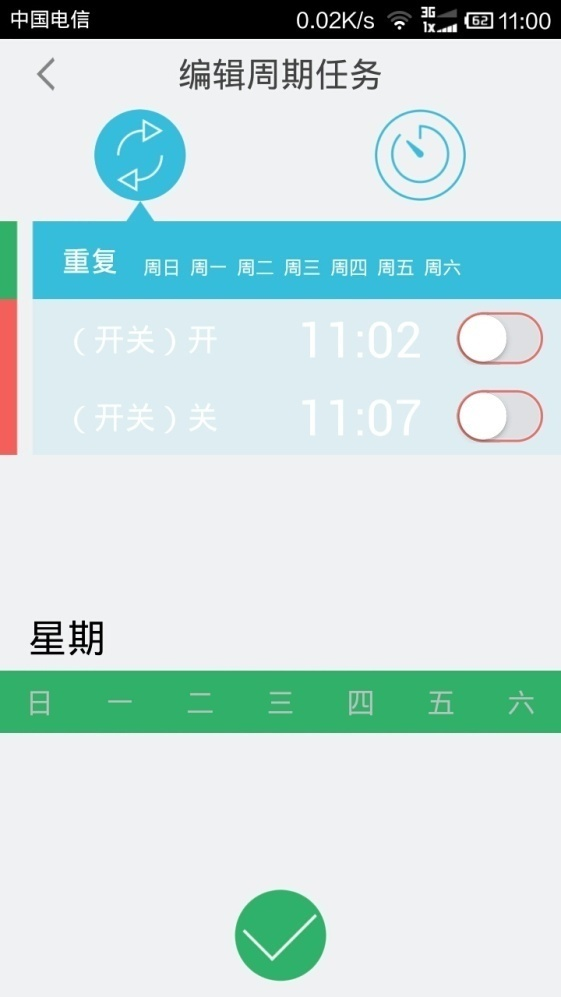 中国电信 0.02K/s 3G 1x 62 11:00
编辑周期任务
重复 周日 周一 周二 周三 周四 周五 周六
（开关）开 11:02
（开关）关 11:07
星期
日 一 二 三 四 五 六